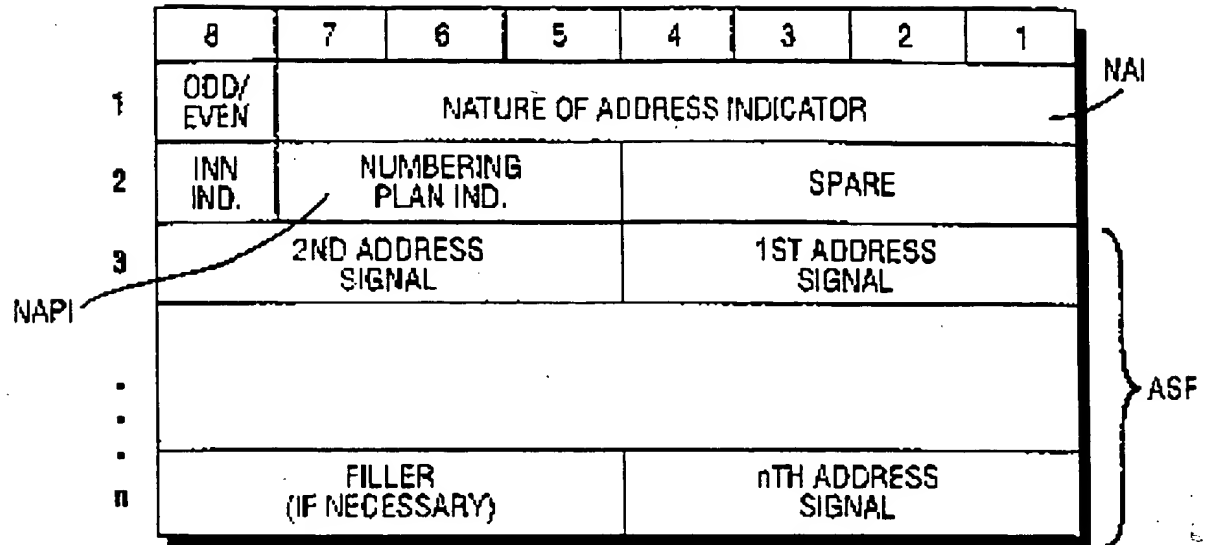 8 7 6 5 4 3 2 1
NAI
1 ODD/ EVEN NATURE OF ADDRESS INDICATOR
2 INN IND. NUMBERING PLAN IND. SPARE
3 2ND ADDRESS SIGNAL 1ST ADDRESS SIGNAL
NAPI
ASF
n FILLER (IF NECESSARY) nTH ADDRESS SIGNAL